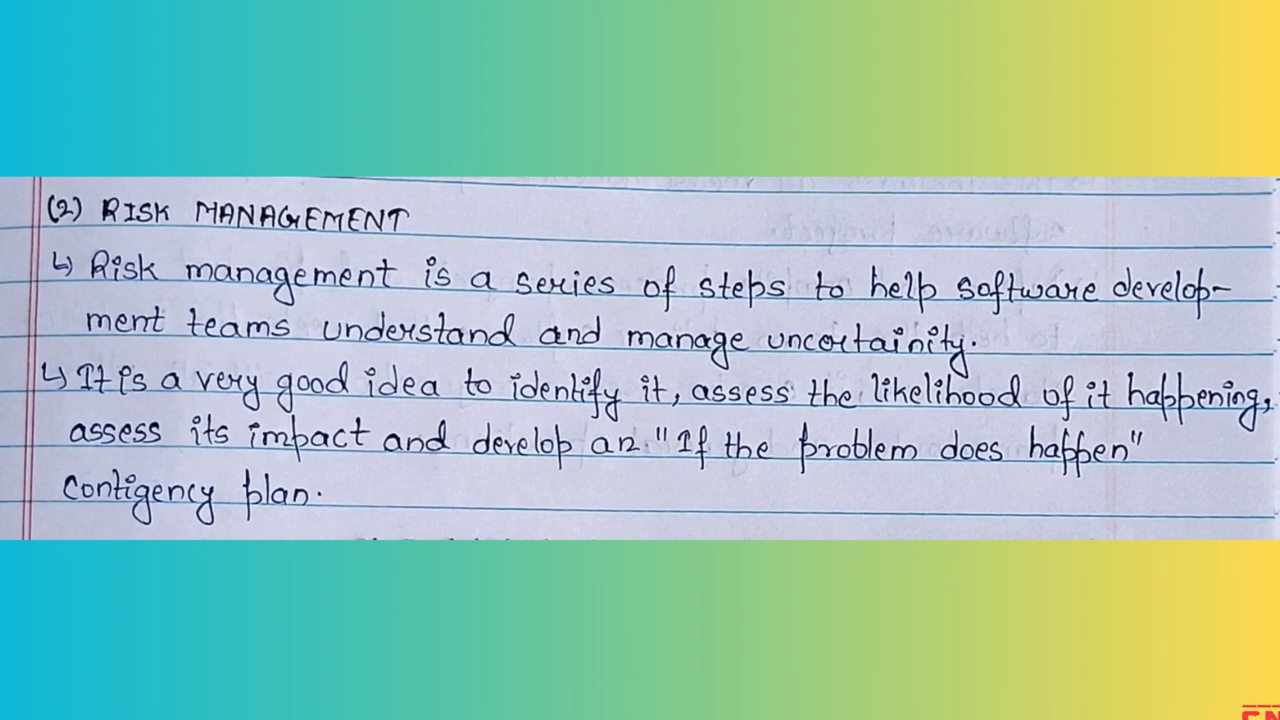 (2) RISK MANAGEMENT
↳ Risk management is a series of steps to help software develop-
ment teams understand and manage uncertainity.
↳ It is a very good idea to identify it, assess the likelihood of it happening,
assess its impact and develop an "If the problem does happen"
Contigency plan.